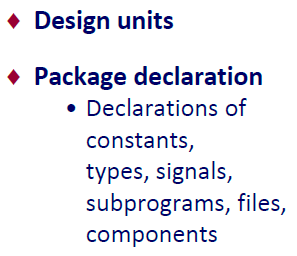 ♦ Design units
♦ Package declaration
• Declarations of
constants,
types, signals,
subprograms, files,
components